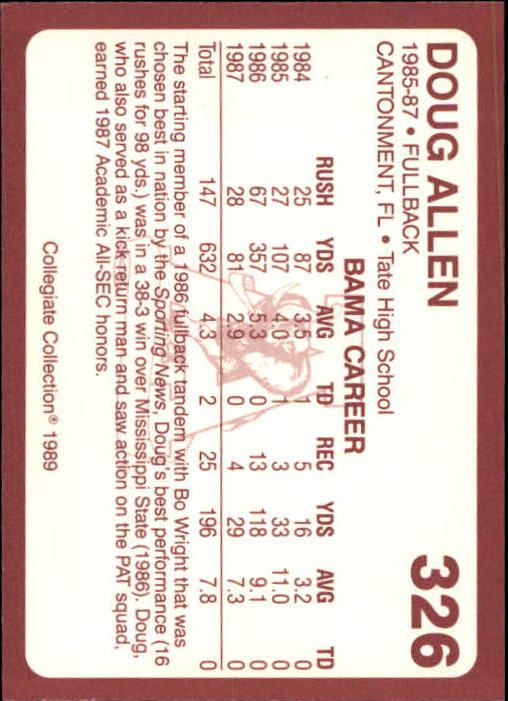 DOUG ALLEN 326
1985-87 • FULLBACK
CANTONMENT, FL • Tate High School
BAMA CAREER
RUSH YDS AVG TD REC YDS AVG TD
1984 25 87 3.5 1 5 16 3.2 0
1985 27 107 4.0 1 3 33 11.0 0
1986 67 357 5.3 0 13 118 9.1 0
1987 28 81 2.9 0 4 29 7.3 0
Total 147 632 4.3 2 25 196 7.8 0
The starting member of a 1986 fullback tandem with Bo Wright that was
chosen best in nation by the Sporting News, Doug's best performance (16
rushes for 98 yds.) was in a 38-3 win over Mississippi State (1986). Doug,
who also served as a kick return man and saw action on the PAT squad,
earned 1987 Academic All-SEC honors.
Collegiate Collection® 1989